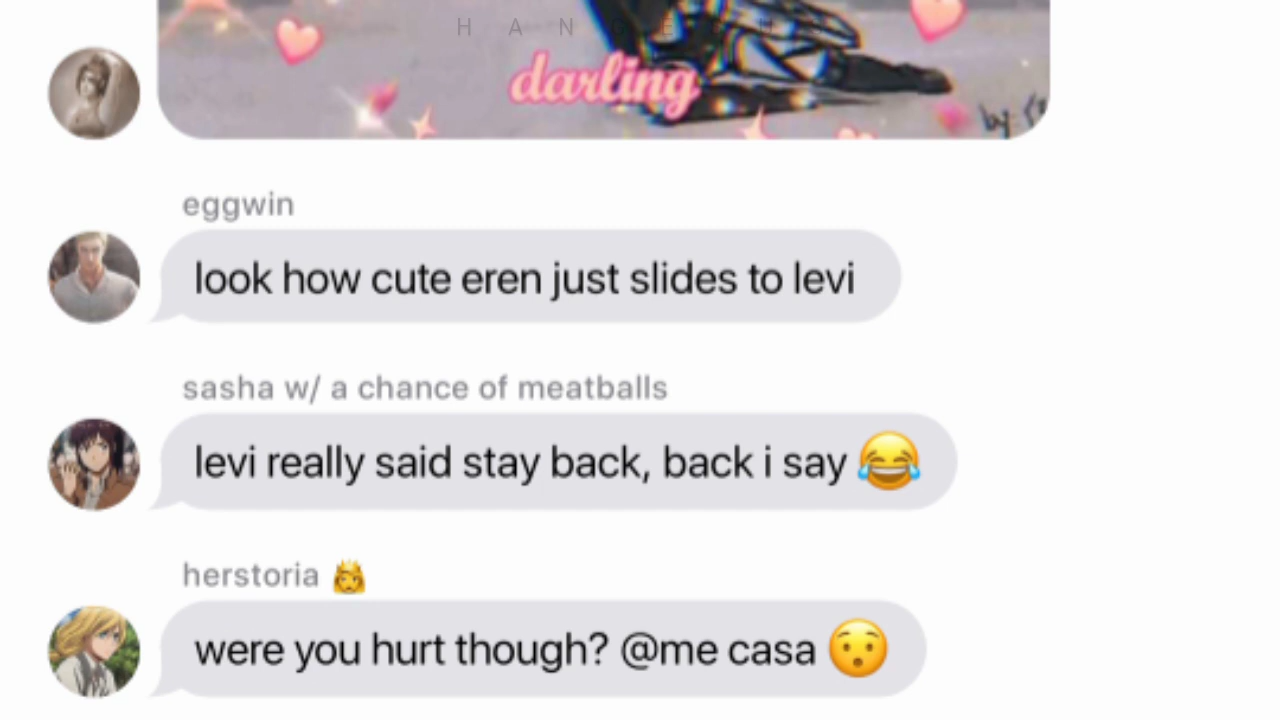 darling
by
eggwin
look how cute eren just slides to levi
sasha w/ a chance of meatballs
levi really said stay back, back i say 😂
herstoria 👸
were you hurt though? @me casa 😯